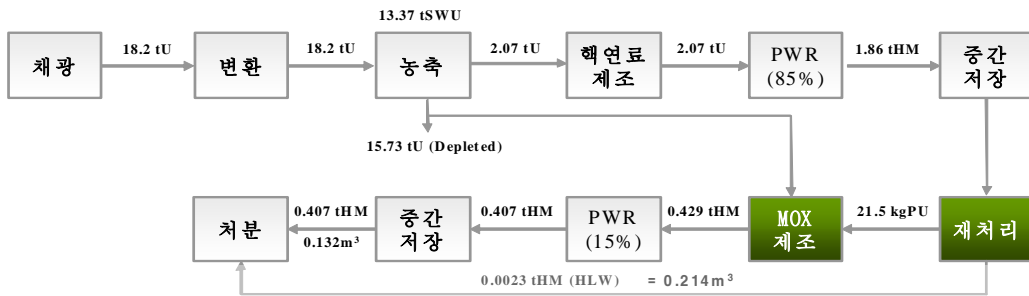 13.37 tSWU
채광
18.2 tU
변환
18.2 tU
농축
2.07 tU
핵연료
제조
2.07 tU
PWR
(85%)
1.86 tHM
중간
저장
15.73 tU (Depleted)
처분
0.407 tHM
0.132m³
중간
저장
0.407 tHM
PWR
(15%)
0.429 tHM
MOX
제조
21.5 kgPU
재처리
0.0023 tHM (HLW) = 0.214m³